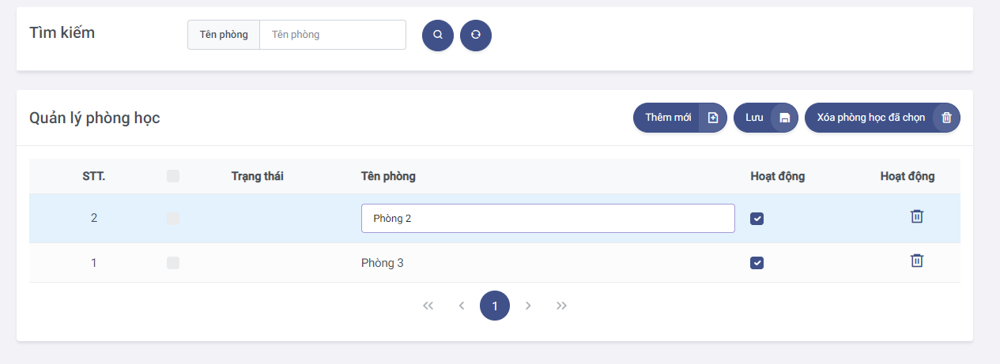 Tìm kiếm
Tên phòng Tên phòng
Quản lý phòng học
Thêm mới Lưu Xóa phòng học đã chọn
STT. Trạng thái Tên phòng Hoạt động Hoạt động
2 Phòng 2
1 Phòng 3
1